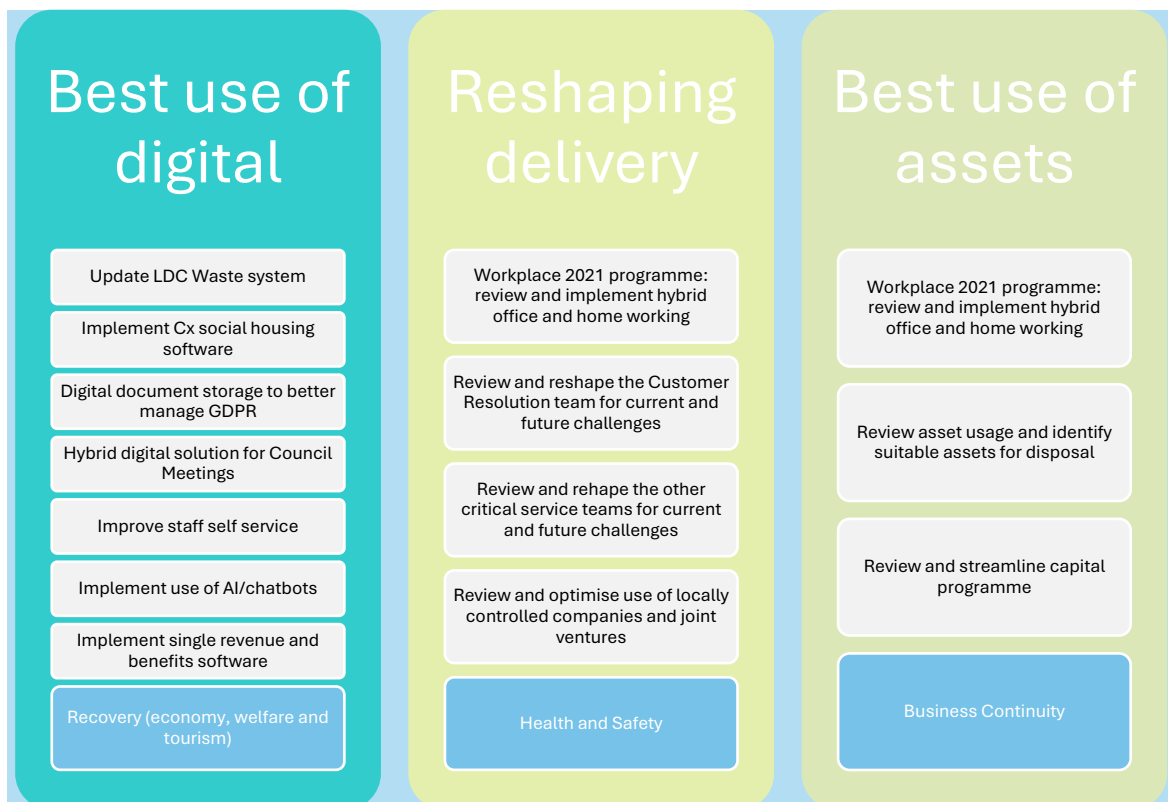 Best use of
digital
Update LDC Waste system
Implement Cx social housing
software
Digital document storage to better
manage GDPR
Hybrid digital solution for Council
Meetings
Improve staff self service
Implement use of AI/chatbots
Implement single revenue and
benefits software
Recovery (economy, welfare and
tourism)
Reshaping
delivery
Workplace 2021 programme:
review and implement hybrid
office and home working
Review and reshape the Customer
Resolution team for current and
future challenges
Review and rehape the other
critical service teams for current
and future challenges
Review and optimise use of locally
controlled companies and joint
ventures
Health and Safety
Best use of
assets
Workplace 2021 programme:
review and implement hybrid
office and home working
Review asset usage and identify
suitable assets for disposal
Review and streamline capital
programme
Business Continuity